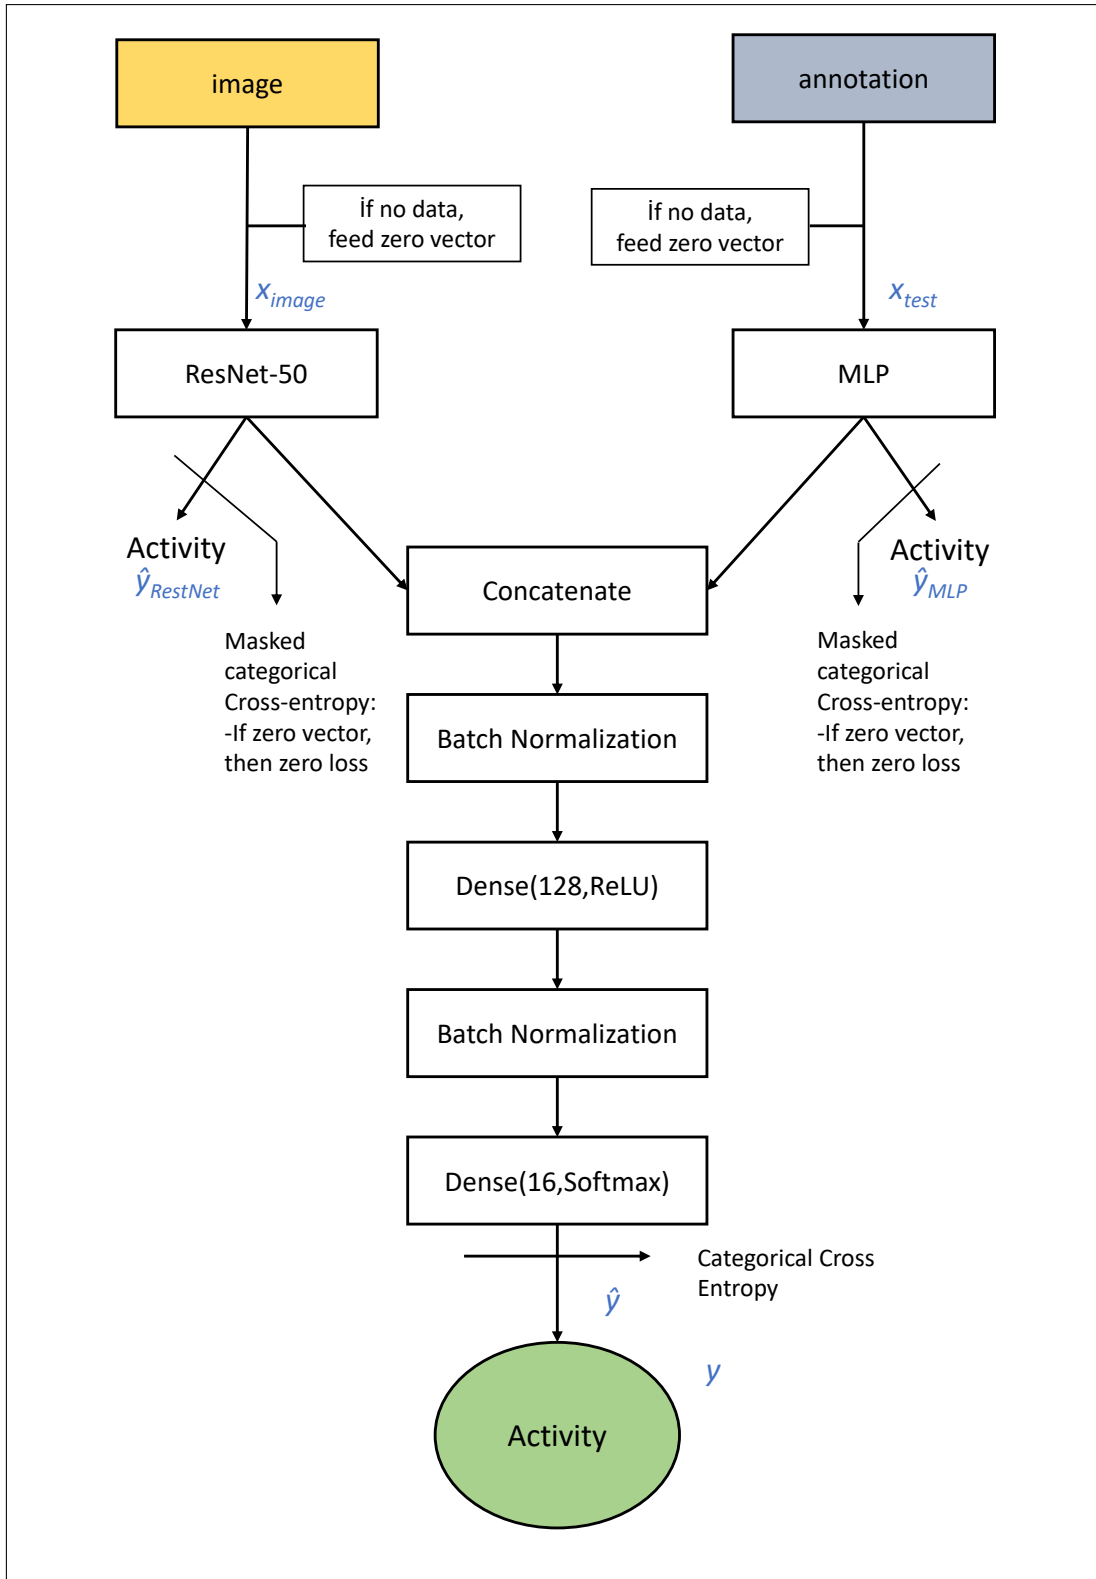 image
annotation
İf no data,
feed zero vector
İf no data,
feed zero vector
x_image
x_test
ResNet-50
MLP
Activity
ŷ_RestNet
Activity
ŷ_MLP
Concatenate
Masked
categorical
Cross-entropy:
-If zero vector,
then zero loss
Masked
categorical
Cross-entropy:
-If zero vector,
then zero loss
Batch Normalization
Dense(128,ReLU)
Batch Normalization
Dense(16,Softmax)
Categorical Cross
Entropy
ŷ
y
Activity